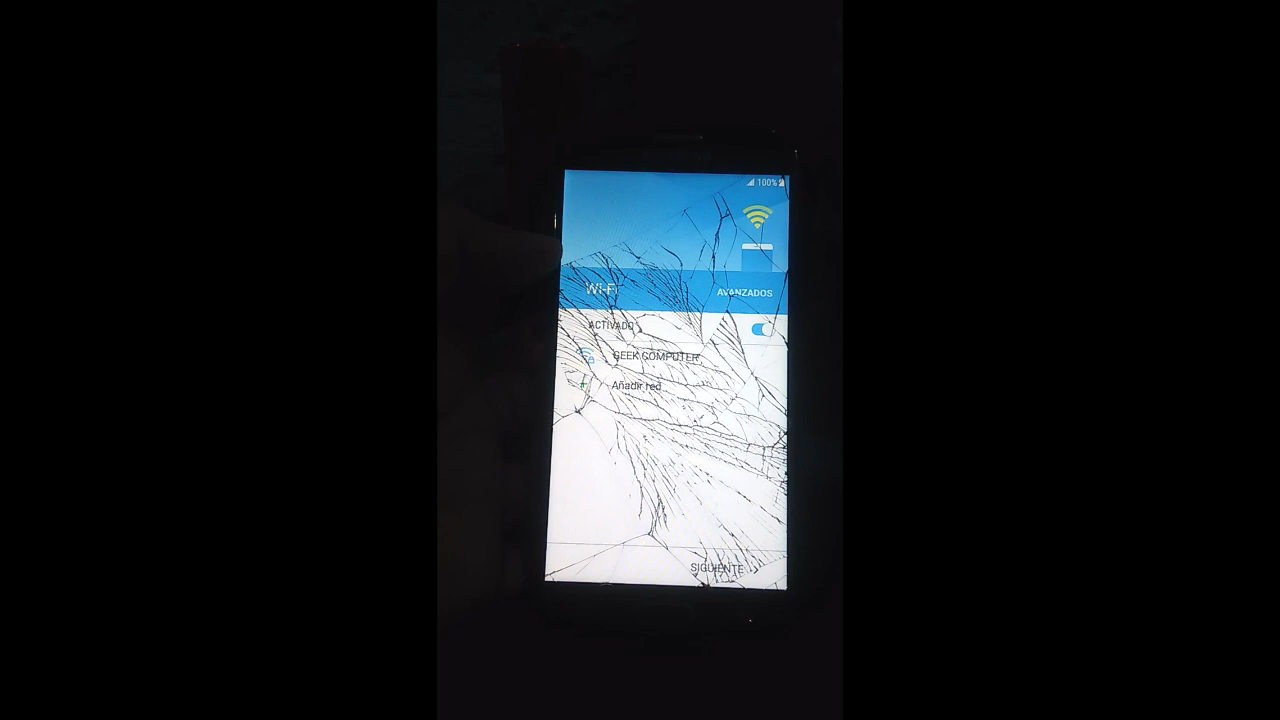 100%
Wi-Fi
AVANZADOS
ACTIVADO
GEEK COMPUTER
Añadir red
SIGUIENTE